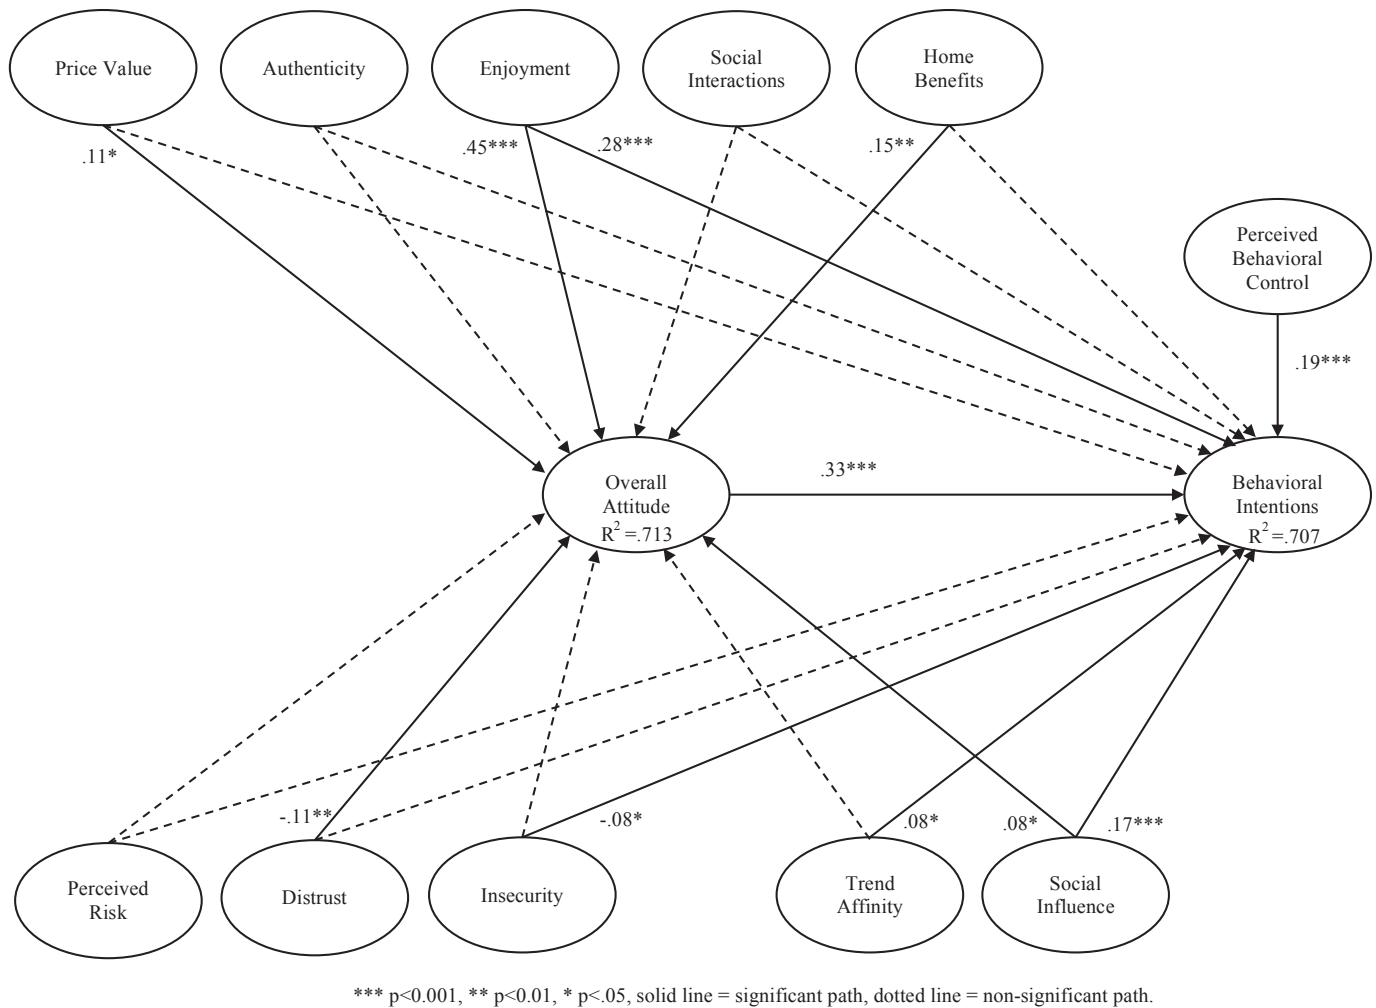 Price Value
Authenticity
Enjoyment
Social
Interactions
Home
Benefits
.11*
.45***
.28***
.15**
Perceived
Behavioral
Control
.19***
.33***
Overall
Attitude
R² =.713
Behavioral
Intentions
R² =.707
-.11**
-.08*
.08*
.08*
.17***
Perceived
Risk
Distrust
Insecurity
Trend
Affinity
Social
Influence
*** p<0.001, ** p<0.01, * p<.05, solid line = significant path, dotted line = non-significant path.